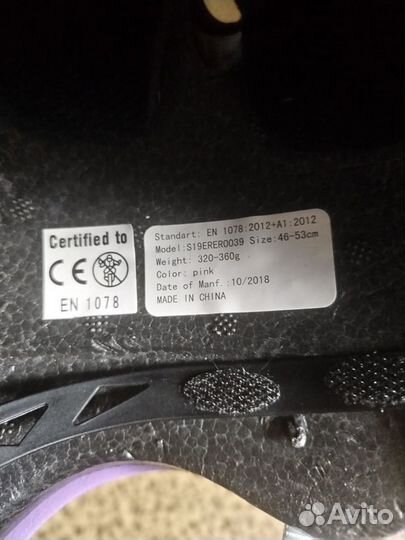 Certified to
CE
EN 1078
Standart: EN 1078:2012+A1:2012
Model:S19ERERO039 Size:46-53cm
Weight: 320-360g
Color: pink
Date of Manf.:10/2018
MADE IN CHINA
Avito